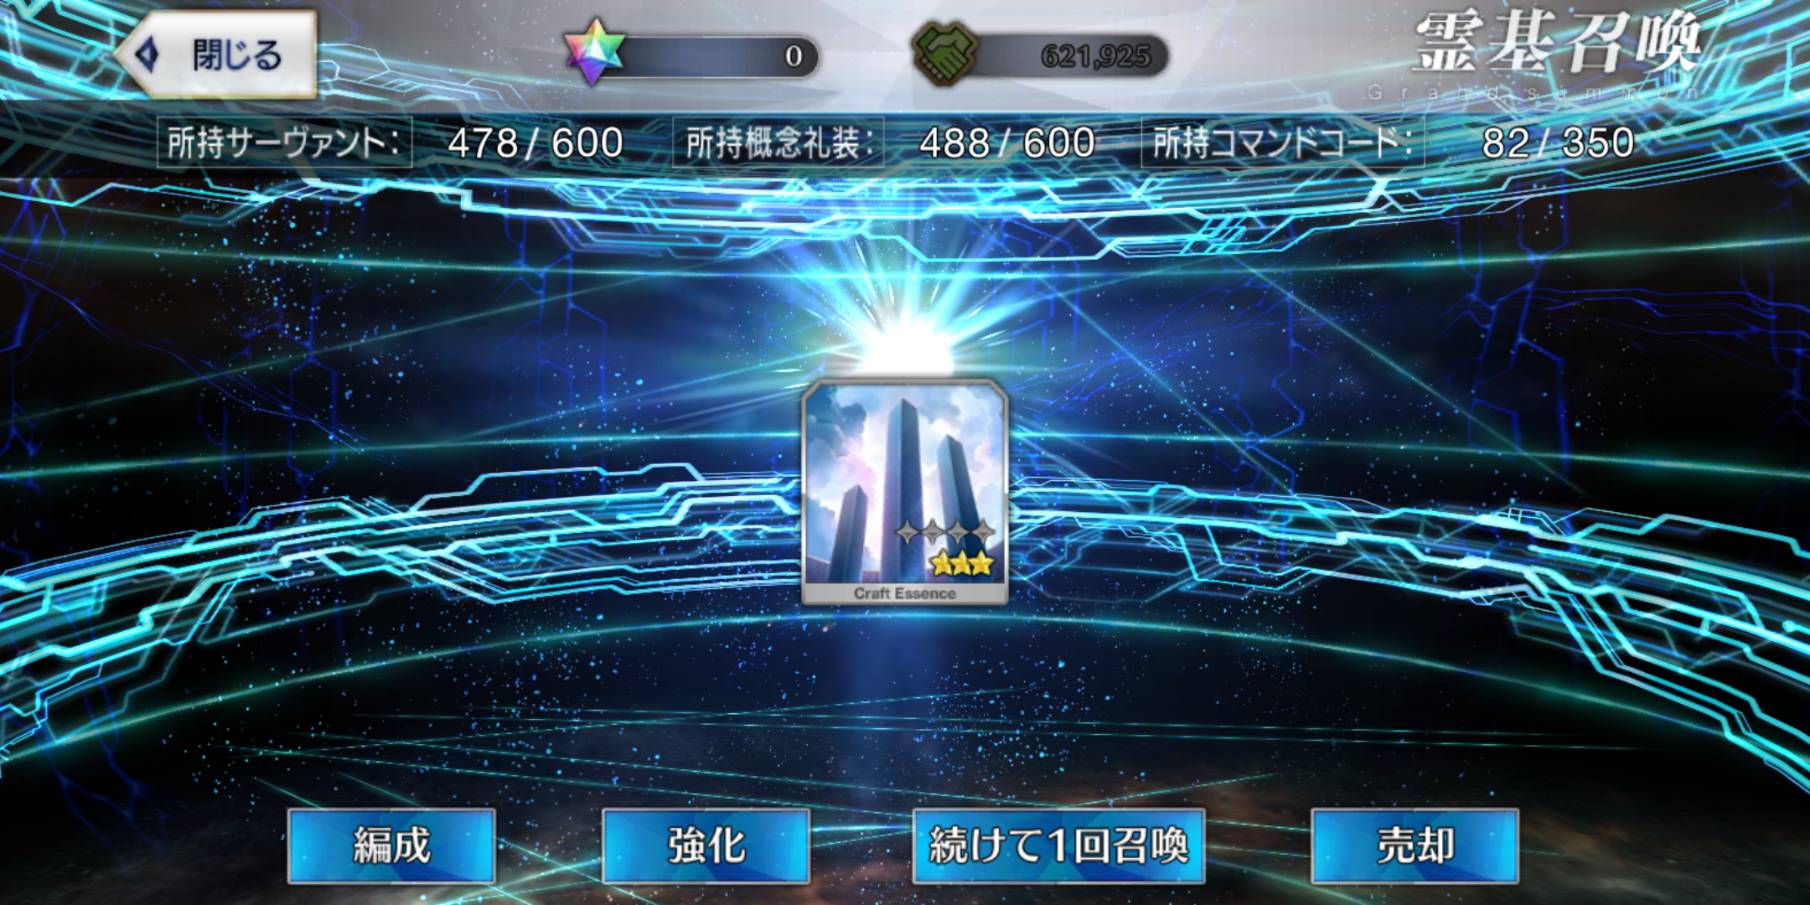 閉じる
0
621,925
霊基召喚
Grand summon
所持サーヴァント: 478 / 600 所持概念礼装: 488 / 600 所持コマンドコード: 82 / 350
Craft Essence
編成
強化
続けて1回召喚
売却